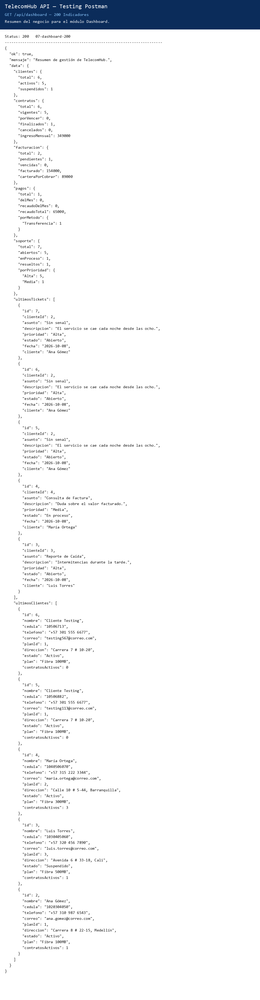 TelecomHub API — Testing Postman
GET /api/dashboard — 200 Indicadores
Resumen del negocio para el módulo Dashboard.
Status: 200   07-dashboard-200
------------------------------------------------------------------------
{
  "ok": true,
  "mensaje": "Resumen de gestión de TelecomHub.",
  "data": {
    "clientes": {
      "total": 6,
      "activos": 5,
      "suspendidos": 1
    },
    "contratos": {
      "total": 6,
      "vigentes": 5,
      "porVencer": 0,
      "finalizados": 1,
      "cancelados": 0,
      "ingresoMensual": 349000
    },
    "facturacion": {
      "total": 2,
      "pendientes": 1,
      "vencidas": 0,
      "facturado": 154000,
      "carteraPorCobrar": 89000
    },
    "pagos": {
      "total": 1,
      "delMes": 0,
      "recaudoDelMes": 0,
      "recaudoTotal": 65000,
      "porMetodo": {
        "Transferencia": 1
      }
    },
    "soporte": {
      "total": 7,
      "abiertos": 5,
      "enProceso": 1,
      "resueltos": 1,
      "porPrioridad": {
        "Alta": 5,
        "Media": 1
      }
    },
    "ultimosTickets": [
      {
        "id": 7,
        "clienteId": 2,
        "asunto": "Sin senal",
        "descripcion": "El servicio se cae cada noche desde las ocho.",
        "prioridad": "Alta",
        "estado": "Abierto",
        "fecha": "2026-10-08",
        "cliente": "Ana Gómez"
      },
      {
        "id": 6,
        "clienteId": 2,
        "asunto": "Sin senal",
        "descripcion": "El servicio se cae cada noche desde las ocho.",
        "prioridad": "Alta",
        "estado": "Abierto",
        "fecha": "2026-10-08",
        "cliente": "Ana Gómez"
      },
      {
        "id": 5,
        "clienteId": 2,
        "asunto": "Sin senal",
        "descripcion": "El servicio se cae cada noche desde las ocho.",
        "prioridad": "Alta",
        "estado": "Abierto",
        "fecha": "2026-10-08",
        "cliente": "Ana Gómez"
      },
      {
        "id": 4,
        "clienteId": 4,
        "asunto": "Consulta de Factura",
        "descripcion": "Duda sobre el valor facturado.",
        "prioridad": "Media",
        "estado": "En proceso",
        "fecha": "2026-10-08",
        "cliente": "María Ortega"
      },
      {
        "id": 3,
        "clienteId": 3,
        "asunto": "Reporte de Caída",
        "descripcion": "Intermitencias durante la tarde.",
        "prioridad": "Alta",
        "estado": "Abierto",
        "fecha": "2026-10-08",
        "cliente": "Luis Torres"
      }
    ],
    "ultimosClientes": [
      {
        "id": 6,
        "nombre": "Cliente Testing",
        "cedula": "10506713",
        "telefono": "+57 301 555 6677",
        "correo": "testing567@correo.com",
        "planId": 1,
        "direccion": "Carrera 7 # 10-20",
        "estado": "Activo",
        "plan": "Fibra 100MB",
        "contratosActivos": 0
      },
      {
        "id": 5,
        "nombre": "Cliente Testing",
        "cedula": "10506882",
        "telefono": "+57 301 555 6677",
        "correo": "testing113@correo.com",
        "planId": 1,
        "direccion": "Carrera 7 # 10-20",
        "estado": "Activo",
        "plan": "Fibra 100MB",
        "contratosActivos": 0
      },
      {
        "id": 4,
        "nombre": "María Ortega",
        "cedula": "1040506070",
        "telefono": "+57 315 222 3344",
        "correo": "maria.ortega@correo.com",
        "planId": 2,
        "direccion": "Calle 10 # 5-44, Barranquilla",
        "estado": "Activo",
        "plan": "Fibra 300MB",
        "contratosActivos": 3
      },
      {
        "id": 3,
        "nombre": "Luis Torres",
        "cedula": "1030405060",
        "telefono": "+57 320 456 7890",
        "correo": "luis.torres@correo.com",
        "planId": 3,
        "direccion": "Avenida 6 # 33-18, Cali",
        "estado": "Suspendido",
        "plan": "Fibra 500MB",
        "contratosActivos": 1
      },
      {
        "id": 2,
        "nombre": "Ana Gómez",
        "cedula": "1020304050",
        "telefono": "+57 310 987 6543",
        "correo": "ana.gomez@correo.com",
        "planId": 1,
        "direccion": "Carrera 8 # 22-15, Medellín",
        "estado": "Activo",
        "plan": "Fibra 100MB",
        "contratosActivos": 1
      }
    ]
  }
}